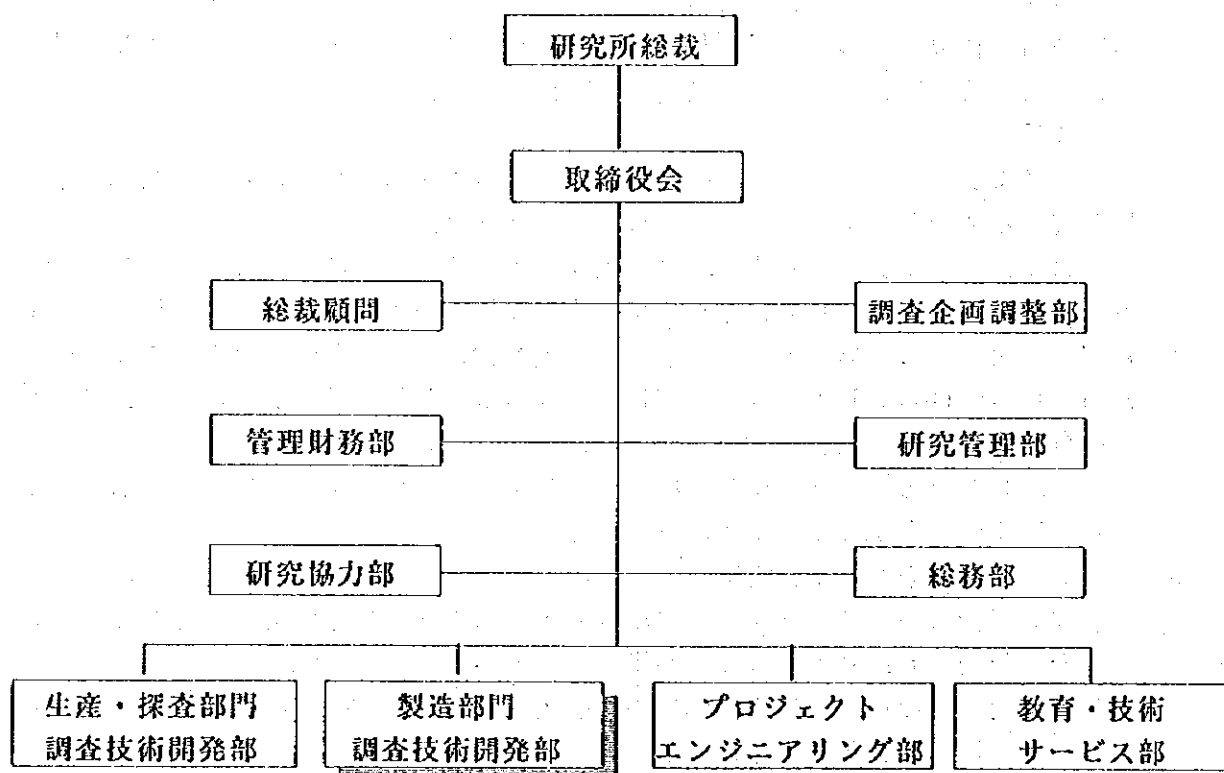 研究所総裁
取締役会
総裁顧問
調査企画調整部
管理財務部
研究管理部
研究協力部
総務部
生産・探査部門
調査技術開発部
製造部門
調査技術開発部
プロジェクト
エンジニアリング部
教育・技術
サービス部